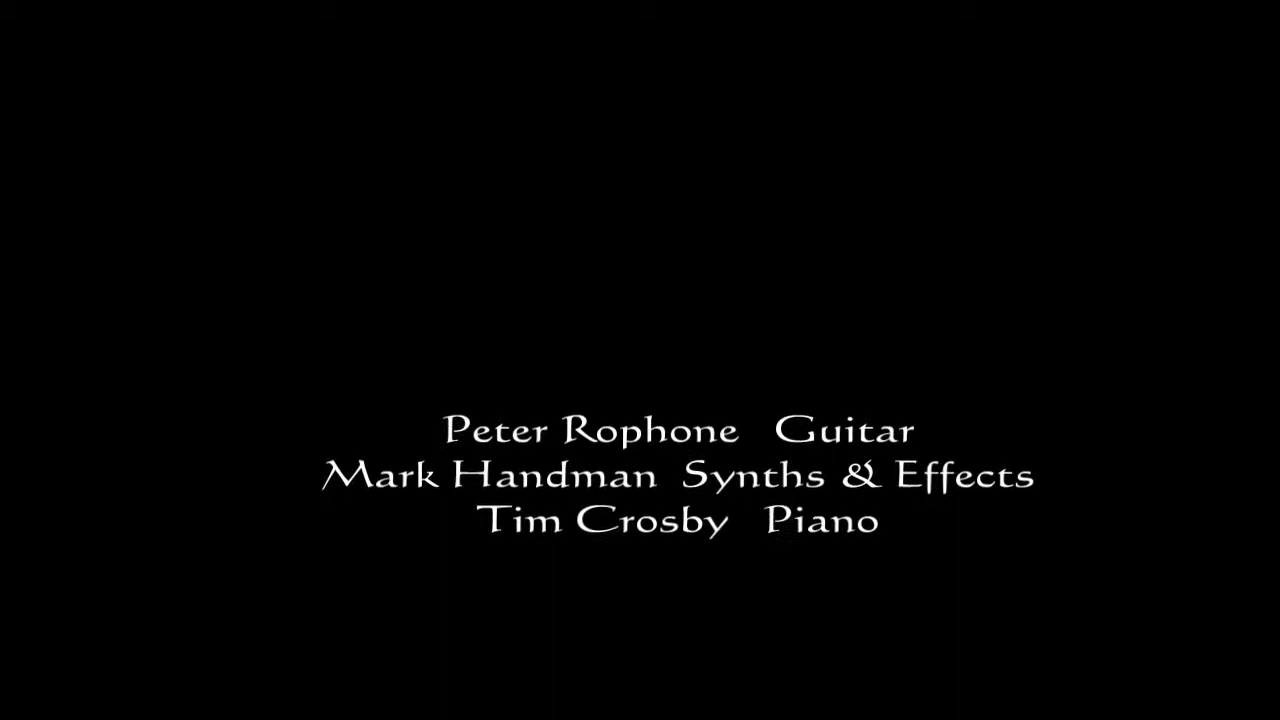 Peter Rophone Guitar
Mark Handman Synths & Effects
Tim Crosby Piano